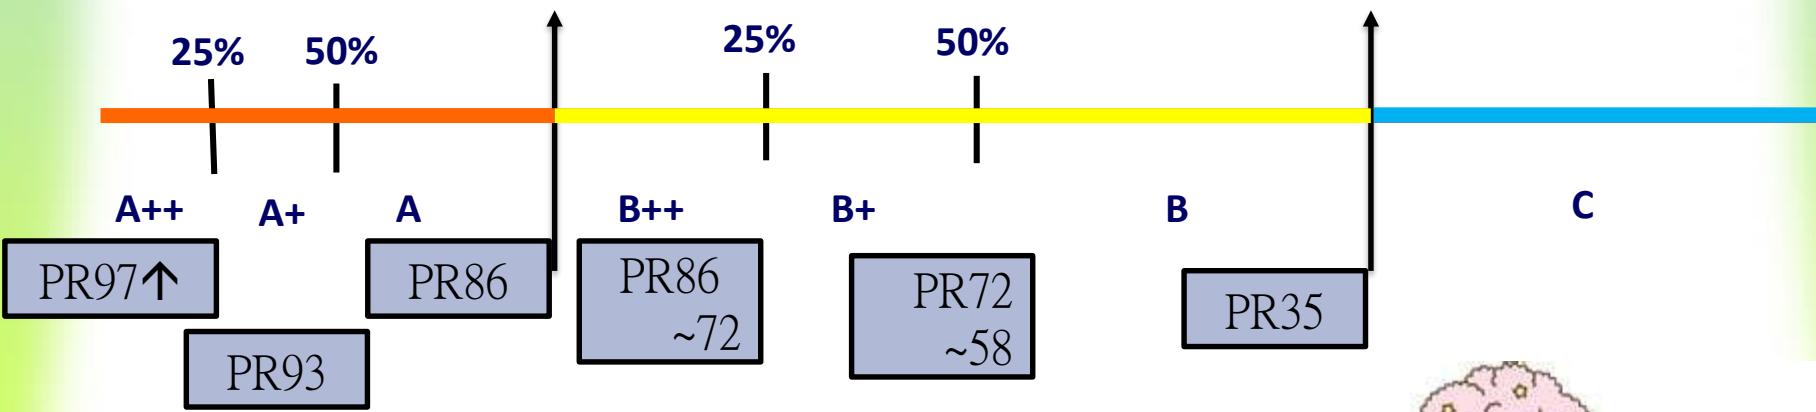 25% 50% 25% 50%
A++ A+ A B++ B+ B C
PR97↑
PR93
PR86
PR86
~72
PR72
~58
PR35